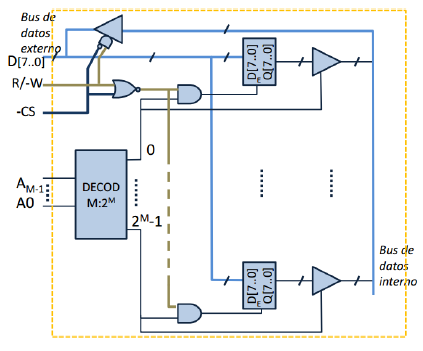 Bus de
datos
externo
D[7..0]
R/-W
-CS
D[7..0]
E
Q[7..0]
0
DECOD
M:2M
AM-1
A0
2M-1
Bus de
datos
interno
D[7..0]
E
Q[7..0]